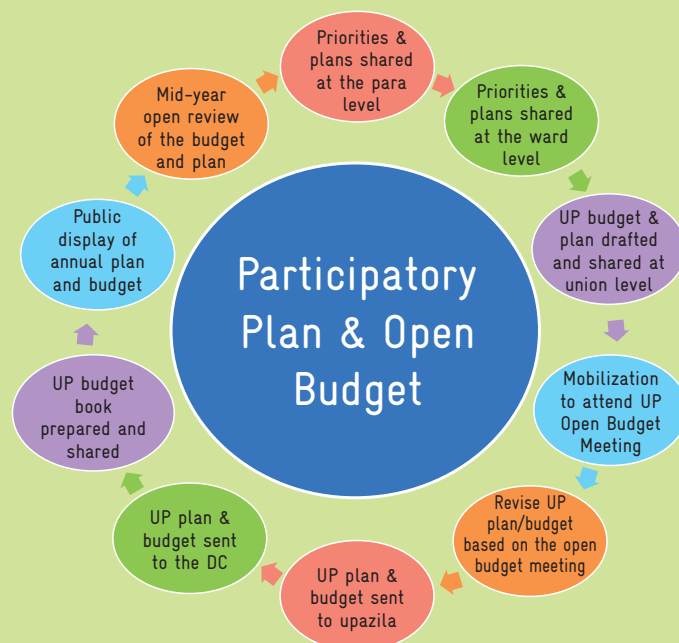 Participatory
Plan & Open
Budget
Priorities &
plans shared
at the para
level
Priorities &
plans shared
at the ward
level
UP budget &
plan drafted
and shared at
union level
Mobilization
to attend UP
Open Budget
Meeting
Revise UP
plan/budget
based on the open
budget meeting
UP plan &
budget sent
to upazila
UP plan &
budget sent
to the DC
UP budget
book
prepared and
shared
Public
display of
annual plan
and budget
Mid-year
open review
of the budget
and plan